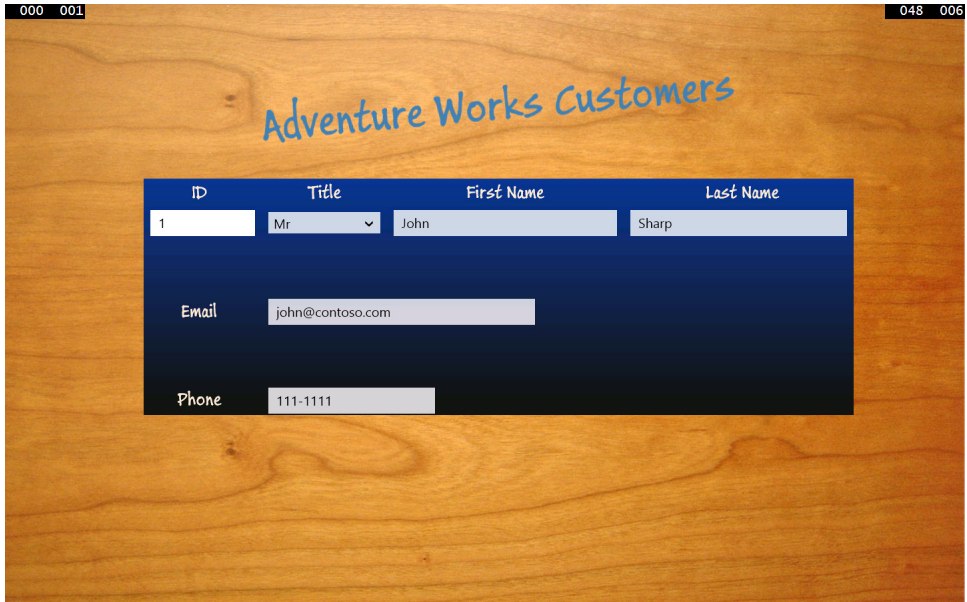 000 001 048 006
Adventure Works Customers
ID Title First Name Last Name
1 Mr John Sharp
Email john@contoso.com
Phone 111-1111